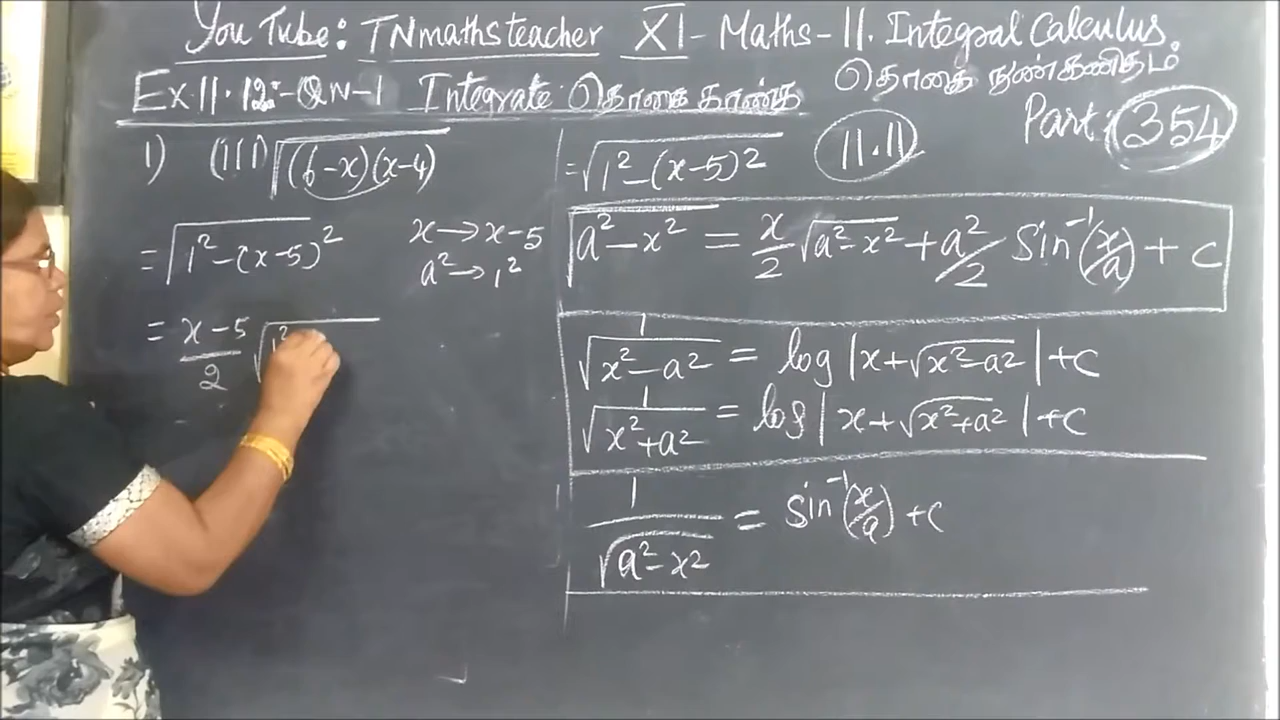 You Tube: TNmathsteacher XI - Maths - 11. Integral Calculus.
தொகை நுண்கணிதம்
Ex.11.12 - QN-1 Integrate தொகை காண்க
Part: 354
1) (iii) √(6-x)(x-4)
= √1²-(x-5)²
x → x-5
a² → 1²
= x-5/2 √1²
= √1²-(x-5)² 11.11
√a²-x² = x/2 √a²-x² + a²/2 Sin⁻¹(x/a) + c
1/√x²-a² = log |x+√x²-a²| +c
1/√x²+a² = log |x+√x²+a²| +c
1/√a²-x² = Sin⁻¹(x/a) +c